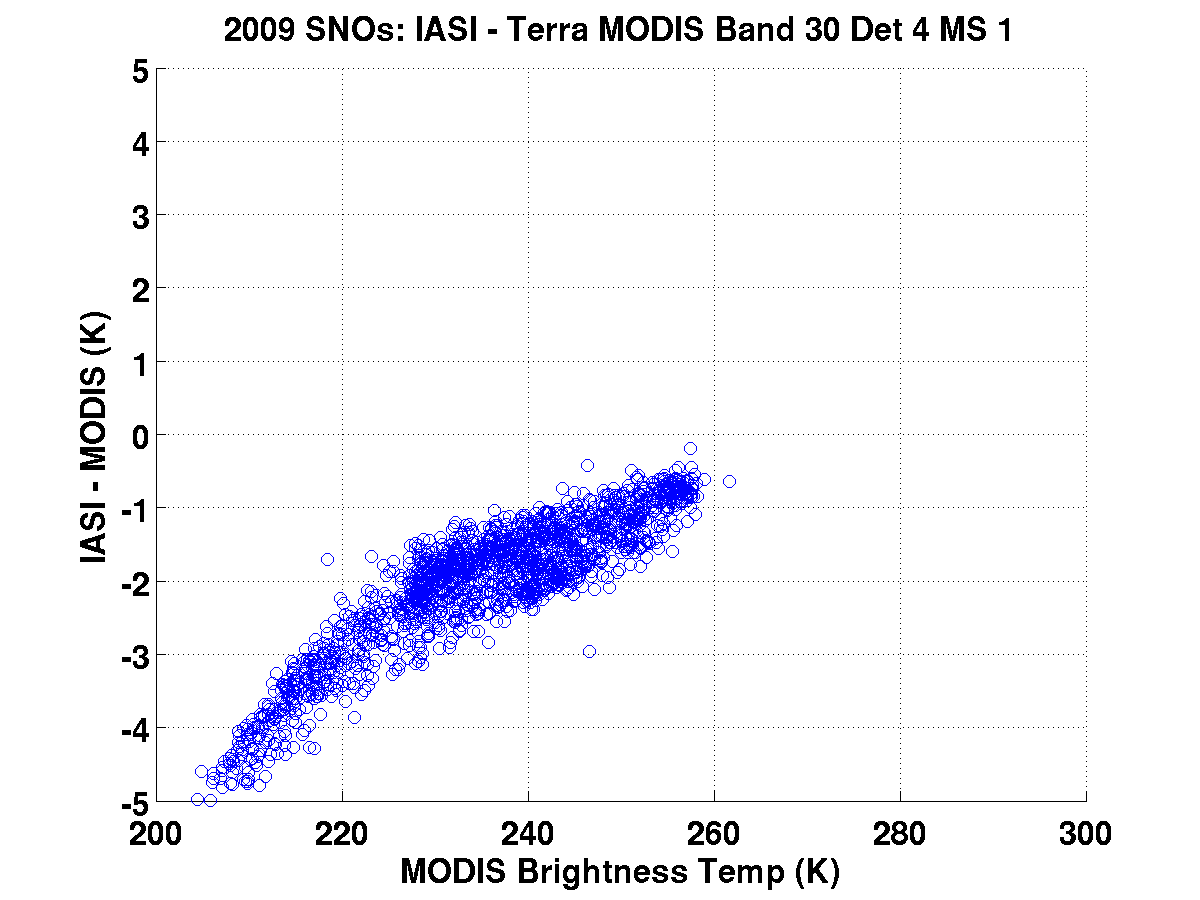 2009 SNOs: IASI - Terra MODIS Band 30 Det 4 MS 1
5
4
3
2
1
0
-1
-2
-3
-4
-5
IASI - MODIS (K)
200 220 240 260 280 300
MODIS Brightness Temp (K)